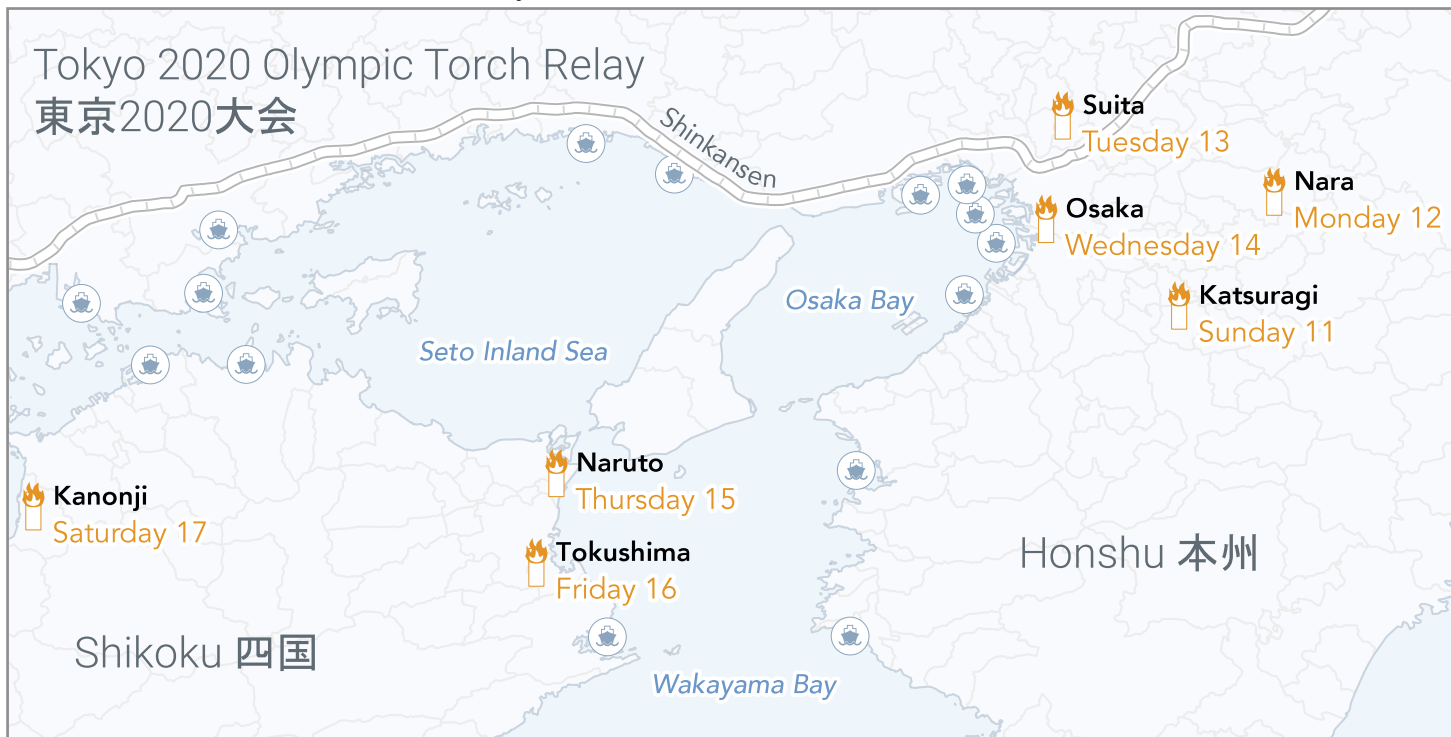 Tokyo 2020 Olympic Torch Relay
東京2020大会
Shinkansen
Suita
Tuesday 13
Nara
Monday 12
Osaka
Wednesday 14
Katsuragi
Sunday 11
Osaka Bay
Seto Inland Sea
Naruto
Thursday 15
Kanonji
Saturday 17
Tokushima
Friday 16
Honshu 本州
Shikoku 四国
Wakayama Bay